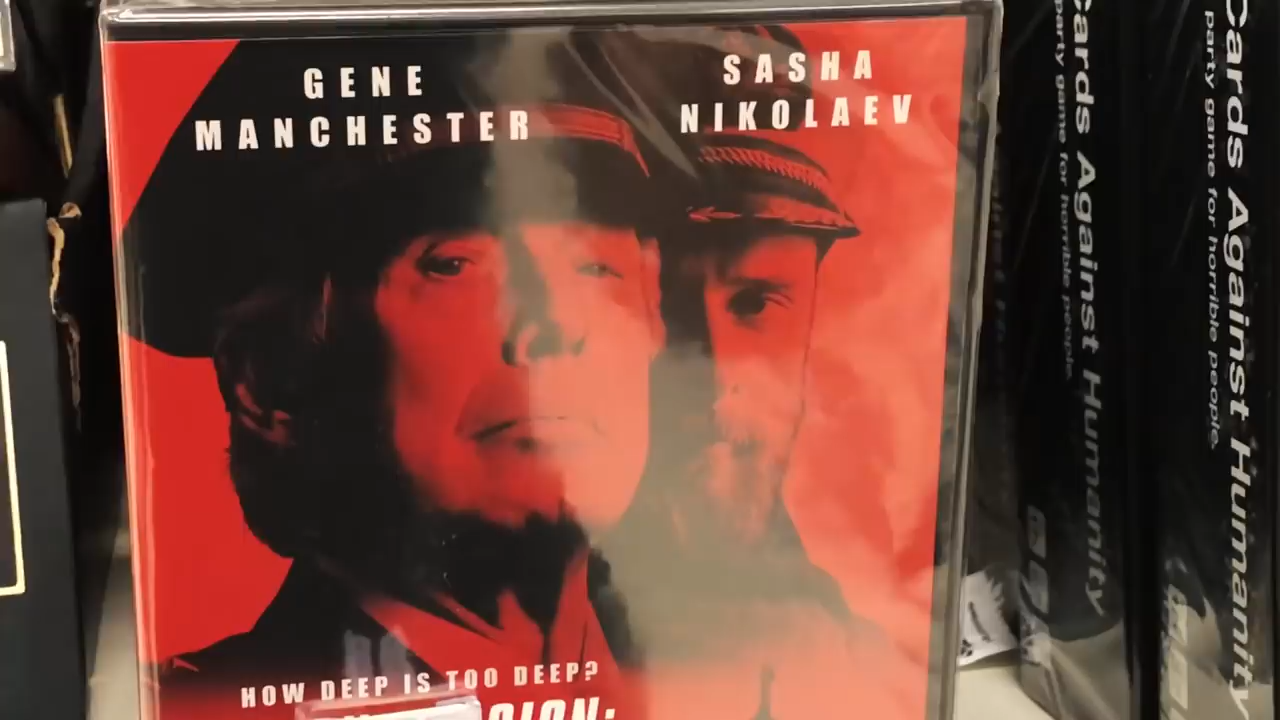 GENE
MANCHESTER
SASHA
NIKOLAEV
HOW DEEP IS TOO DEEP?
Cards Against Humanity
party game for horrible people.
Cards Against Humanity
party game for horrible people.